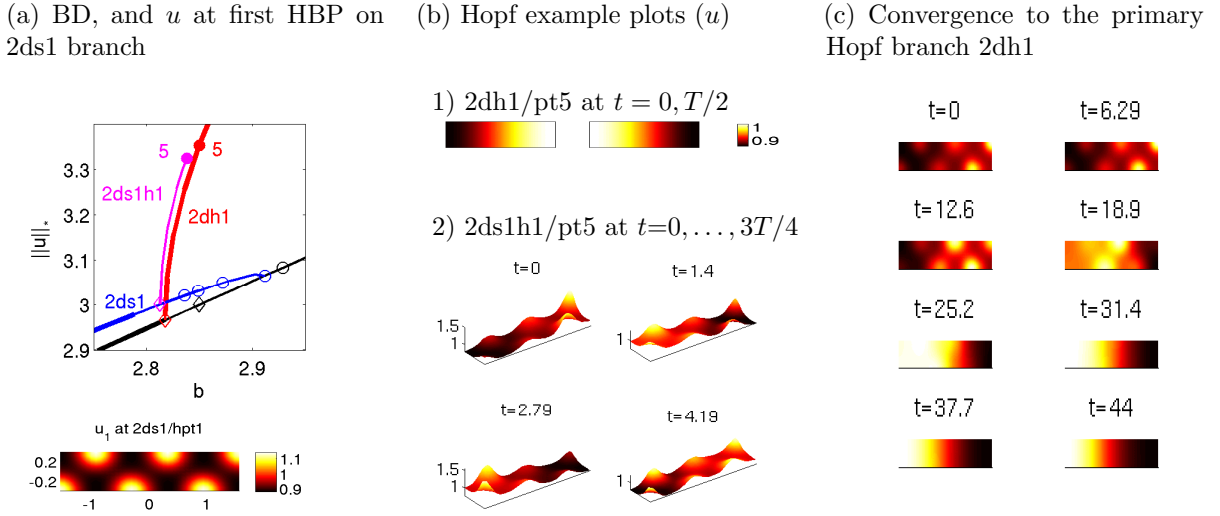 (a) BD, and u at first HBP on
2ds1 branch
3.3
3.2
3.1
3
2.9
||u||*
2.8
2.9
b
5
5
2ds1h1
2dh1
2ds1
u1 at 2ds1/hpt1
0.2
-0.2
-1
0
1
1.1
1
0.9
(b) Hopf example plots (u)
1) 2dh1/pt5 at t = 0, T/2
1
0.9
2) 2ds1h1/pt5 at t=0, . . . , 3T/4
t=0
1.5
1
t=1.4
1
t=2.79
1.5
1
t=4.19
1
(c) Convergence to the primary
Hopf branch 2dh1
t=0
t=6.29
t=12.6
t=18.9
t=25.2
t=31.4
t=37.7
t=44